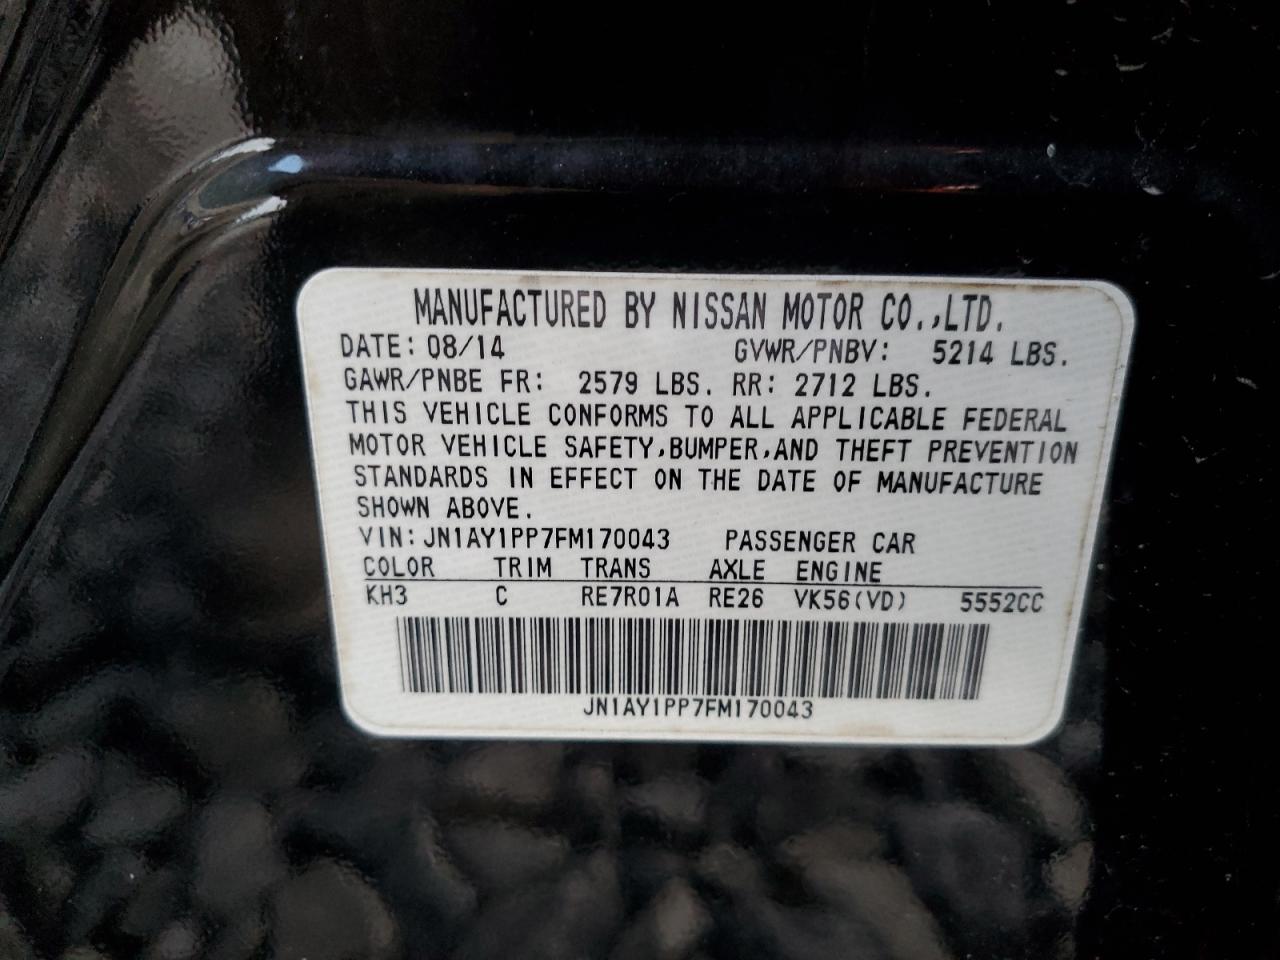 MANUFACTURED BY NISSAN MOTOR CO.,LTD.
DATE: 08/14 GVWR/PNBV: 5214 LBS.
GAWR/PNBE FR: 2579 LBS. RR: 2712 LBS.
THIS VEHICLE CONFORMS TO ALL APPLICABLE FEDERAL
MOTOR VEHICLE SAFETY,BUMPER,AND THEFT PREVENTION
STANDARDS IN EFFECT ON THE DATE OF MANUFACTURE
SHOWN ABOVE.
VIN: JN1AY1PP7FM170043 PASSENGER CAR
COLOR TRIM TRANS AXLE ENGINE
KH3 C RE7R01A RE26 VK56(VD) 5552CC
JN1AY1PP7FM170043